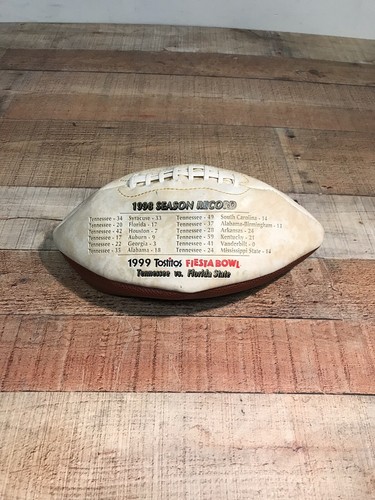 1998 SEASON RECORD
Tennessee - 34 Syracuse - 33 Tennessee - 49 South Carolina - 14
Tennessee - 20 Florida - 17 Tennessee - 37 Alabama-Birmingham - 13
Tennessee - 42 Houston - 7 Tennessee - 28 Arkansas - 24
Tennessee - 17 Auburn - 9 Tennessee - 59 Kentucky - 21
Tennessee - 22 Georgia - 3 Tennessee - 41 Vanderbilt - 0
Tennessee - 35 Alabama - 18 Tennessee - 24 Mississippi State - 14
1999 Tostitos FIESTA BOWL
Tennessee vs. Florida State